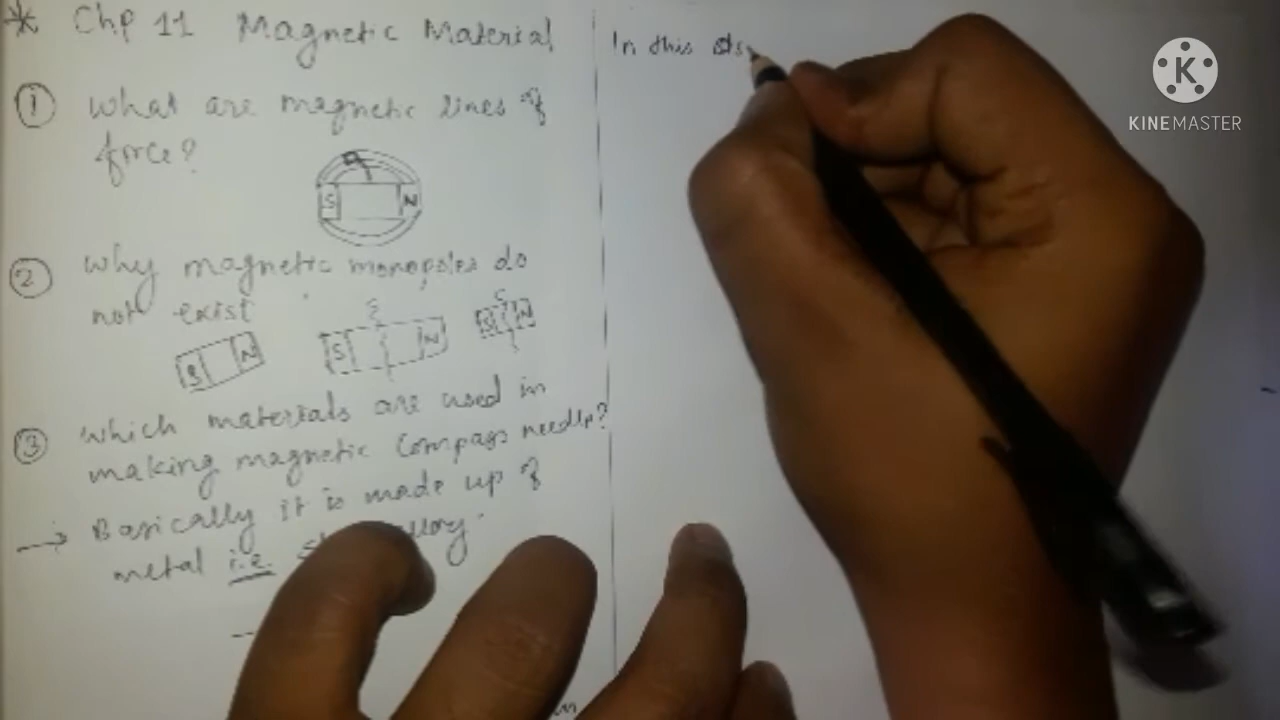 * Chp 11 Magnetic Material
① What are magnetic lines of
force?
S N
② Why magnetic monopoles do
not exist
S N S N S N
③ Which materials are used in
making magnetic Compass needle?
→ Basically it is made up of
metal i.e.
In this
K
KINEMASTER